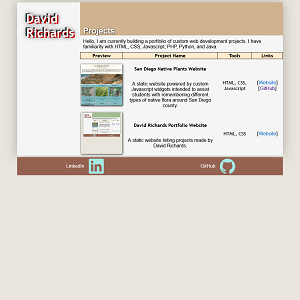 David
Richards
Projects
Hello, I am currently building a portfolio of custom web development projects. I have
familiarity with HTML, CSS, Javascript, PHP, Python, and Java.
Preview Project Name Tools Links
San Diego Native Plants Website
A static website powered by custom
Javascript widgets intended to assist
students with remembering different
types of native flora around San Diego
county.
HTML, CSS,
Javascript
[Website]
[GitHub]
David Richards Portfolio Website
A static website listing projects made by
David Richards.
HTML, CSS
[Website]
LinkedIn
GitHub